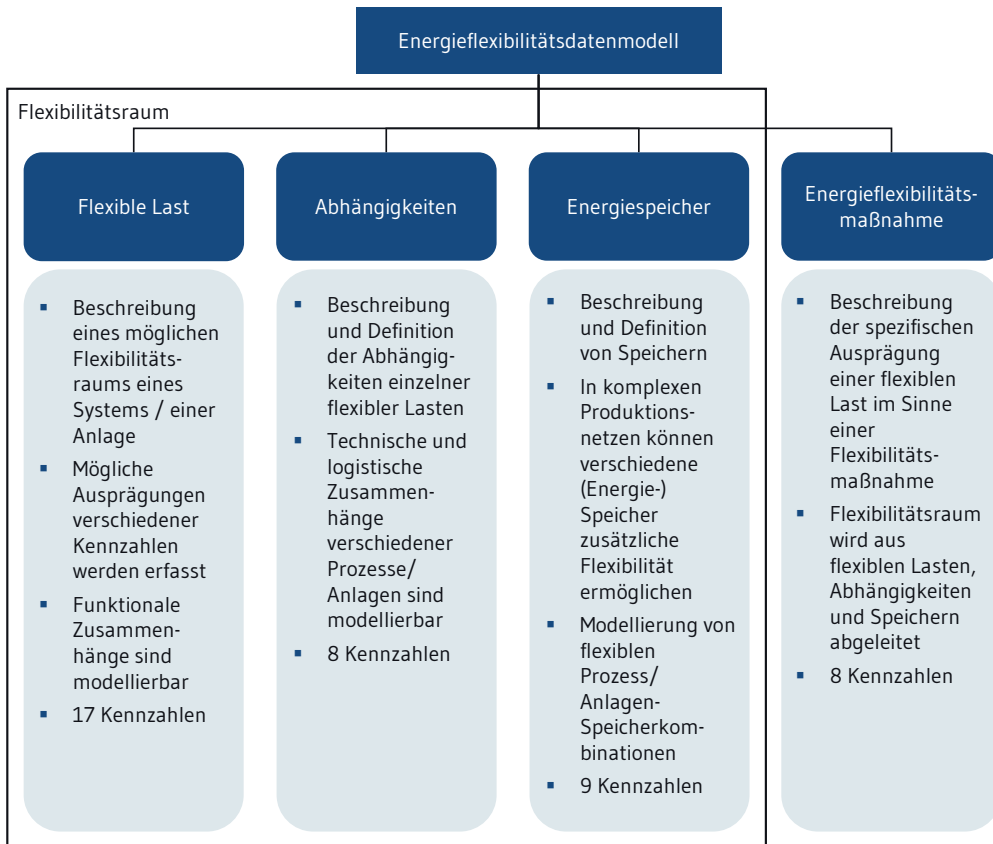 Energieflexibilitätsdatenmodell
Flexibilitätsraum
Flexible Last
▪ Beschreibung
eines möglichen
Flexibilitäts-
raums eines
Systems / einer
Anlage
▪ Mögliche
Ausprägungen
verschiedener
Kennzahlen
werden erfasst
▪ Funktionale
Zusammen-
hänge sind
modellierbar
▪ 17 Kennzahlen
Abhängigkeiten
▪ Beschreibung
und Definition
der Abhängig-
keiten einzelner
flexibler Lasten
▪ Technische und
logistische
Zusammen-
hänge
verschiedener
Prozesse/
Anlagen sind
modellierbar
▪ 8 Kennzahlen
Energiespeicher
▪ Beschreibung
und Definition
von Speichern
▪ In komplexen
Produktions-
netzen können
verschiedene
(Energie-)
Speicher
zusätzliche
Flexibilität
ermöglichen
▪ Modellierung von
flexiblen
Prozess/
Anlagen-
Speicherkom-
binationen
▪ 9 Kennzahlen
Energieflexibilitäts-
maßnahme
▪ Beschreibung
der spezifischen
Ausprägung
einer flexiblen
Last im Sinne
einer
Flexibilitäts-
maßnahme
▪ Flexibilitätsraum
wird aus
flexiblen Lasten,
Abhängigkeiten
und Speichern
abgeleitet
▪ 8 Kennzahlen